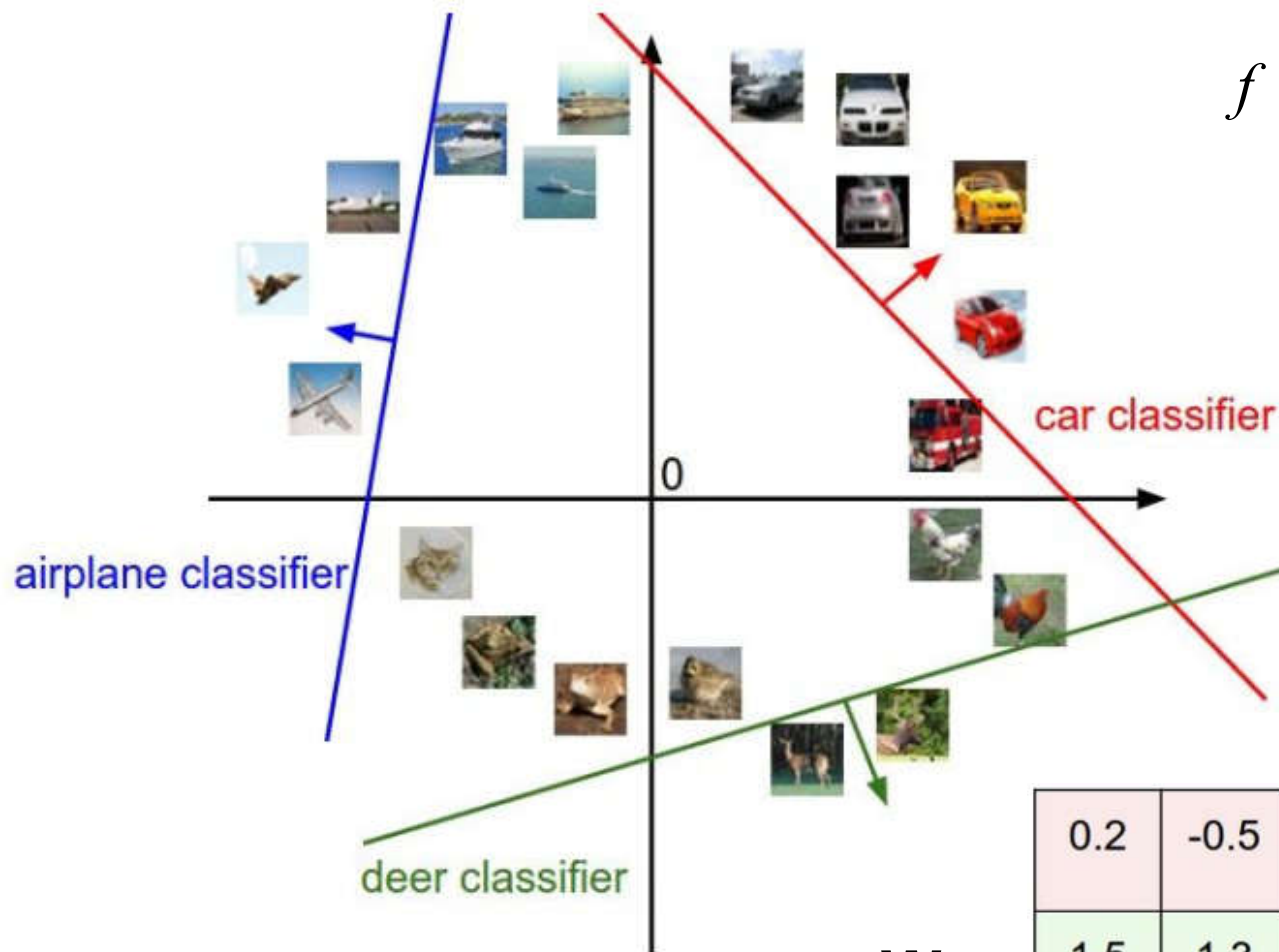 f
0
car classifier
airplane classifier
deer classifier
0.2 -0.5